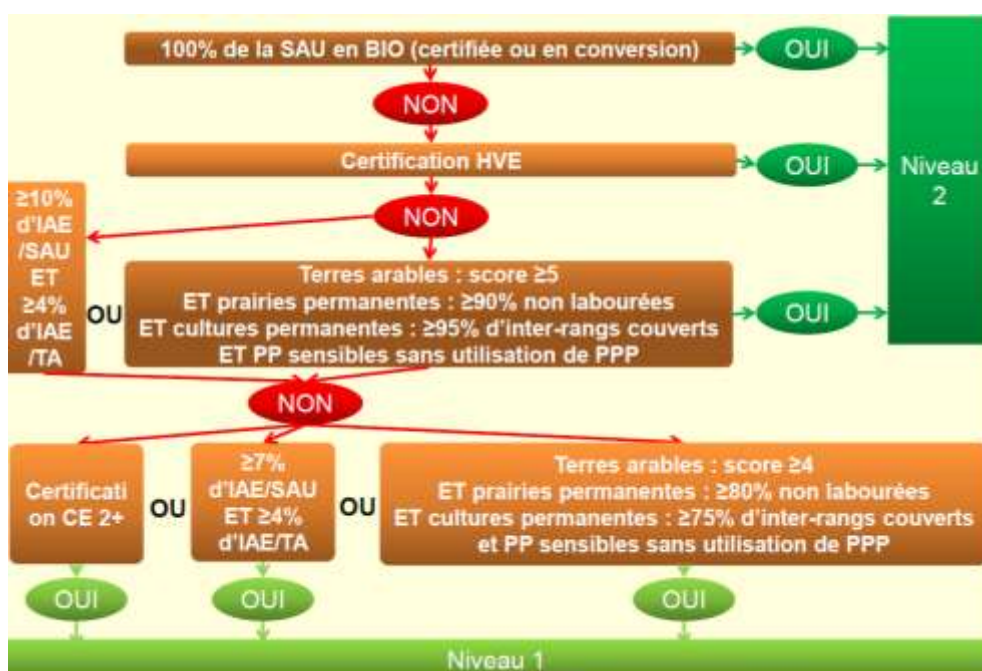 100% de la SAU en BIO (certifiée ou en conversion)
OUI
NON
Certification HVE
OUI
Niveau
2
NON
≥10%
d'IAE
/SAU
ET
≥4%
d'IAE
/TA
OU
Terres arables : score ≥5
ET prairies permanentes : ≥90% non labourées
ET cultures permanentes : ≥95% d'inter-rangs couverts
ET PP sensibles sans utilisation de PPP
OUI
NON
Certificati
on CE 2+
OU
≥7%
d'IAE/SAU
ET ≥4%
d'IAE/TA
OU
Terres arables : score ≥4
ET prairies permanentes : ≥80% non labourées
ET cultures permanentes : ≥75% d'inter-rangs couverts
et PP sensibles sans utilisation de PPP
OUI
OUI
OUI
Niveau 1